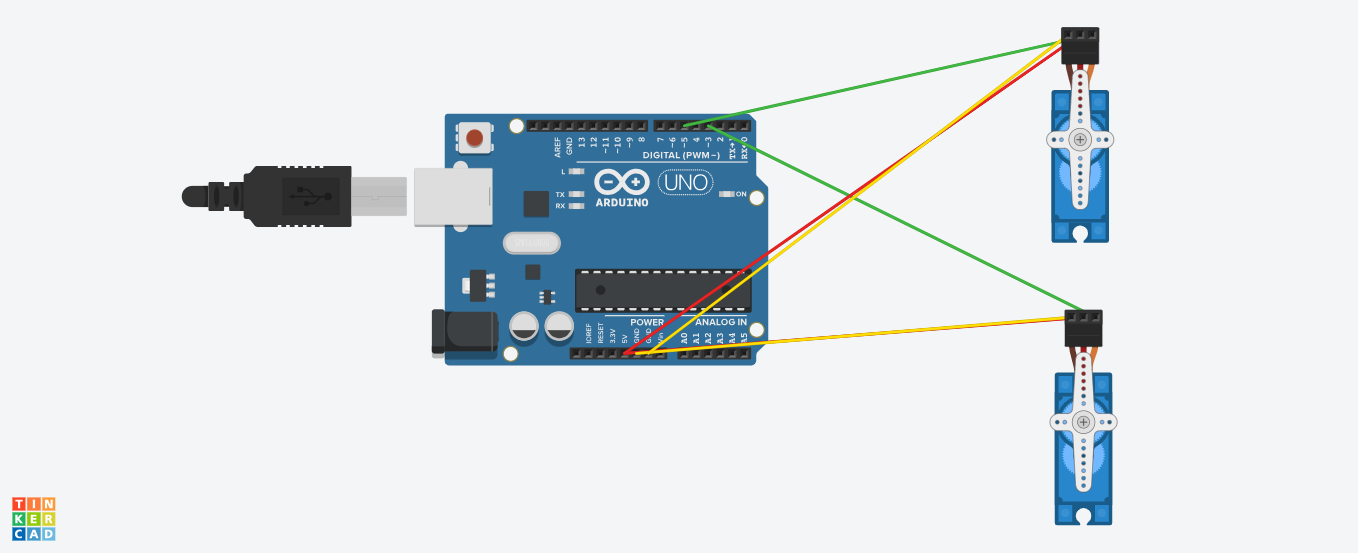 AREF
GND
13
12
~11
~10
~9
8
7
~6
~5
4
~3
2
TX→1
RX←0
DIGITAL (PWM~)
L
TX
RX
ARDUINO
UNO
ON
POWER
ANALOG IN
IOREF
RESET
3.3V
5V
GND
GND
Vin
A0
A1
A2
A3
A4
A5
TIN
KER
CAD